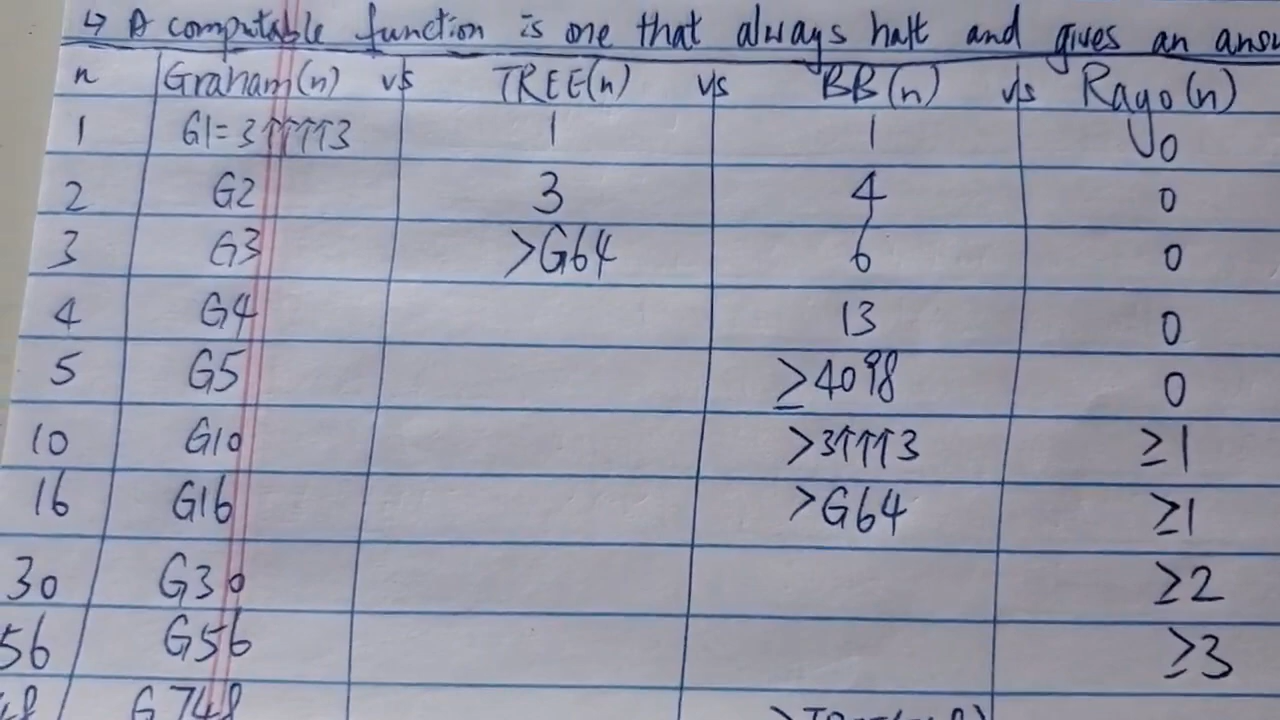 ↳ A computable function is one that always halt and gives an answ
n Graham(n) vs TREE(n) vs BB(n) vs Rayo(n)
1 G1=3↑↑↑↑3 1 1 0
2 G2 3 4 0
3 G3 >G64 6 0
4 G4 13 0
5 G5 ≥4098 0
10 G10 >3↑↑↑3 ≥1
16 G16 >G64 ≥1
30 G30 ≥2
56 G56 ≥3
G748